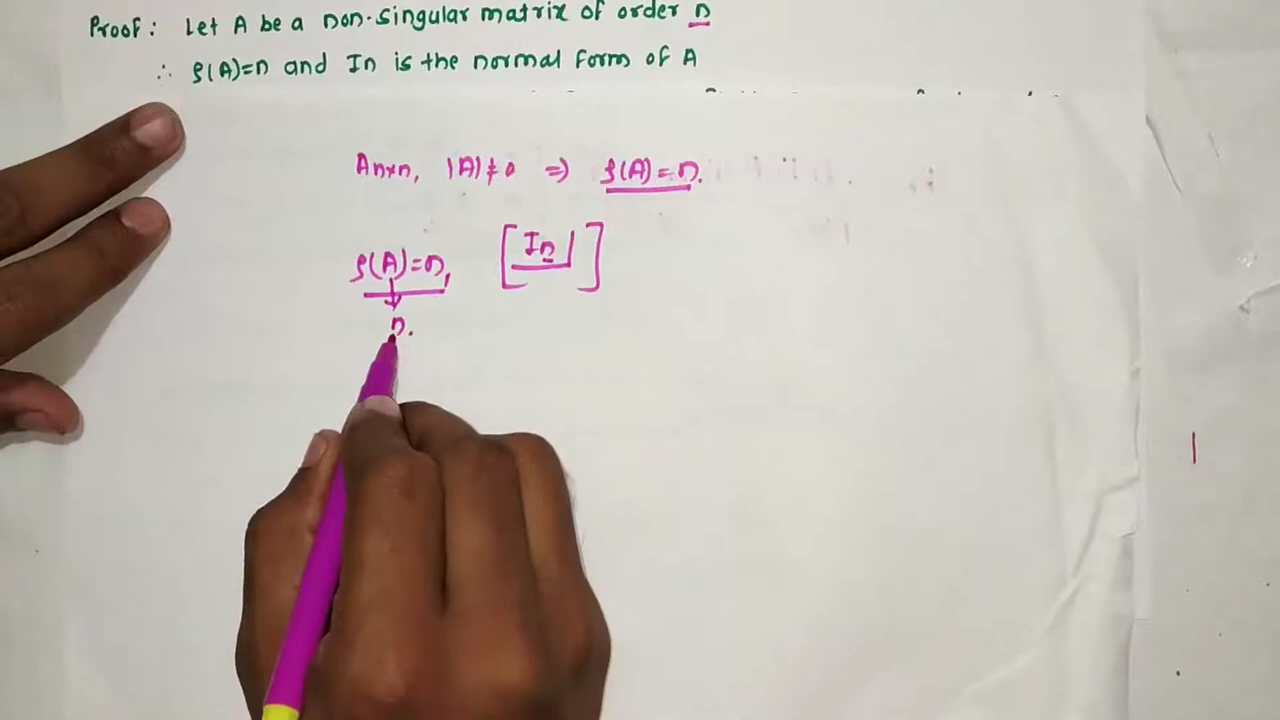 Proof: Let A be a non-singular matrix of order n
∴ ρ(A)=n and In is the normal form of A
An×n, |A|≠0 ⇒ ρ(A)=n.
ρ(A)=n, [In]
n.